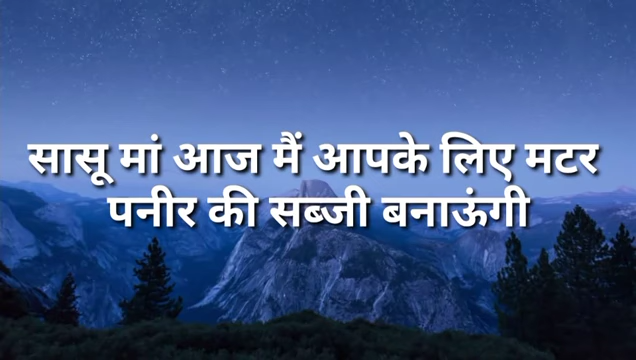 सासू मां आज मैं आपके लिए मटर
पनीर की सब्जी बनाऊंगी